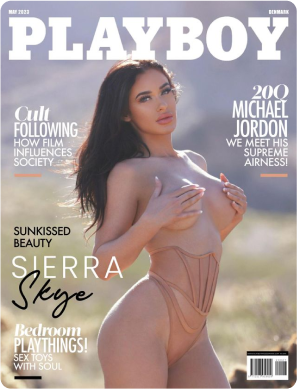 MAY 2023
DENMARK
PLAYBOY
Cult
FOLLOWING
HOW FILM
INFLUENCES
SOCIETY
20Q
MICHAEL
JORDON
WE MEET HIS
SUPREME
AIRNESS!
SUNKISSED
BEAUTY
SIERRA
Skye
Bedroom
PLAYTHINGS!
SEX TOYS
WITH SOUL